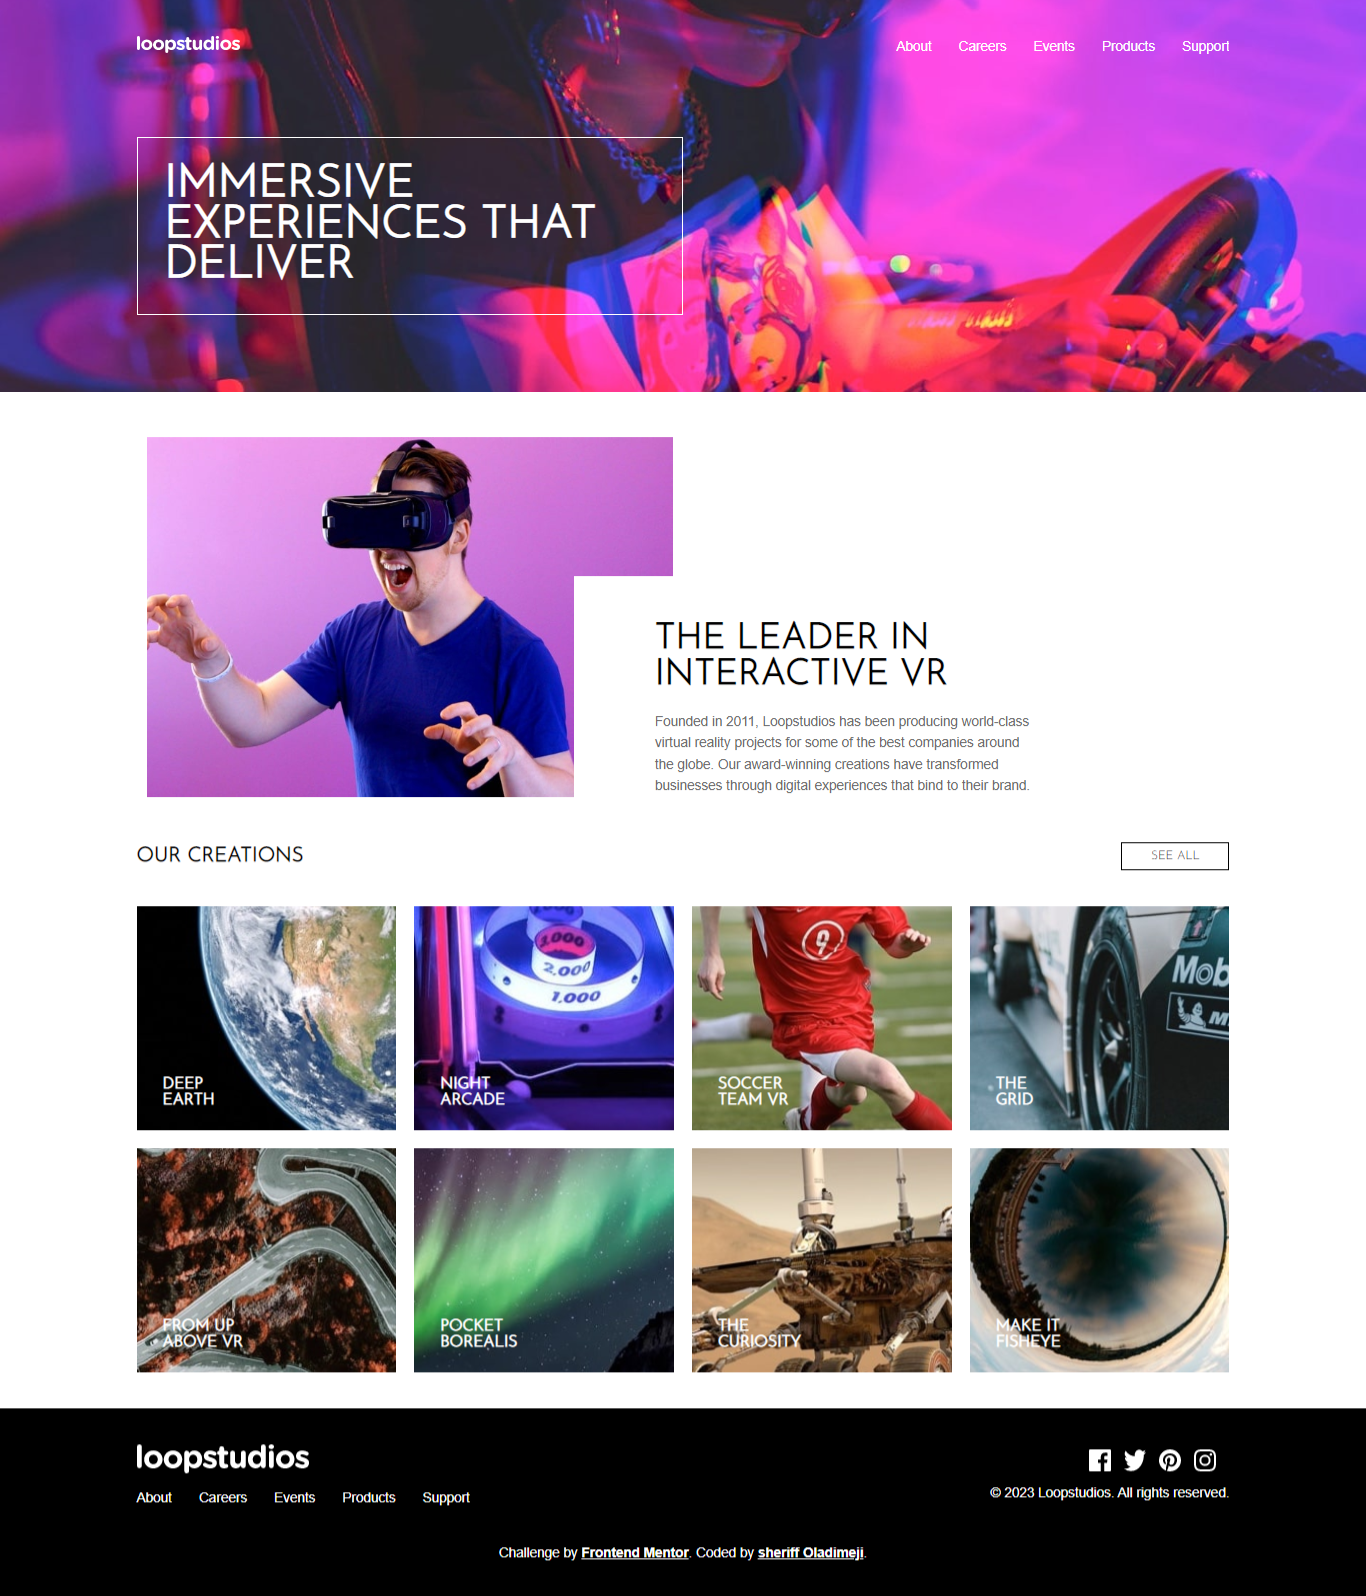 loopstudios
About Careers Events Products Support
IMMERSIVE
EXPERIENCES THAT
DELIVER
THE LEADER IN
INTERACTIVE VR
Founded in 2011, Loopstudios has been producing world-class
virtual reality projects for some of the best companies around
the globe. Our award-winning creations have transformed
businesses through digital experiences that bind to their brand.
OUR CREATIONS
SEE ALL
1,000
2,000
1,000
9
Mob
M
DEEP
EARTH
NIGHT
ARCADE
SOCCER
TEAM VR
THE
GRID
FROM UP
ABOVE VR
POCKET
BOREALIS
THE
CURIOSITY
MAKE IT
FISHEYE
loopstudios
About Careers Events Products Support
© 2023 Loopstudios. All rights reserved.
Challenge by Frontend Mentor. Coded by sheriff Oladimeji.